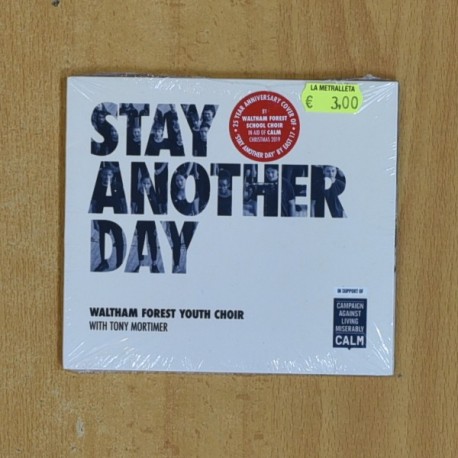 LA METRALLETA
€ 3,00
STAY
ANOTHER
DAY
25 YEAR ANNIVERSARY COVER OF
BY
WALTHAM FOREST
SCHOOL CHOIR
IN AID OF CALM
CHRISTMAS 2019
'STAY ANOTHER DAY' BY EAST 17
WALTHAM FOREST YOUTH CHOIR
WITH TONY MORTIMER
IN SUPPORT OF
CAMPAIGN
AGAINST
LIVING
MISERABLY
CALM